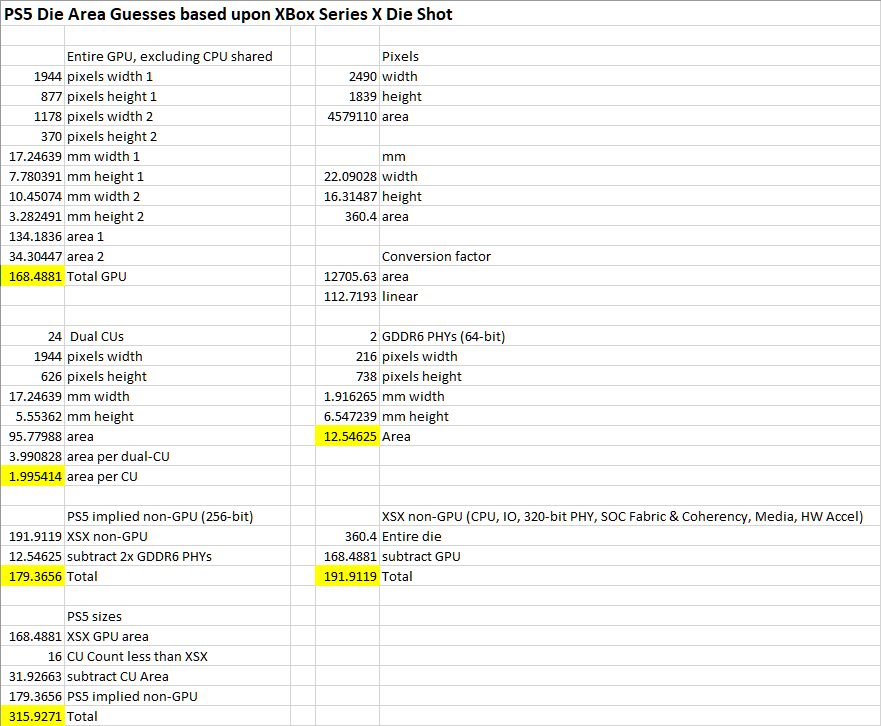 PS5 Die Area Guesses based upon XBox Series X Die Shot
Entire GPU, excluding CPU shared Pixels
1944 pixels width 1 2490 width
877 pixels height 1 1839 height
1178 pixels width 2 4579110 area
370 pixels height 2
17.24639 mm width 1 mm
7.780391 mm height 1 22.09028 width
10.45074 mm width 2 16.31487 height
3.282491 mm height 2 360.4 area
134.1836 area 1
34.30447 area 2 Conversion factor
168.4881 Total GPU 12705.63 area
112.7193 linear
24 Dual CUs 2 GDDR6 PHYs (64-bit)
1944 pixels width 216 pixels width
626 pixels height 738 pixels height
17.24639 mm width 1.916265 mm width
5.55362 mm height 6.547239 mm height
95.77988 area 12.54625 Area
3.990828 area per dual-CU
1.995414 area per CU
PS5 implied non-GPU (256-bit) XSX non-GPU (CPU, IO, 320-bit PHY, SOC Fabric & Coherency, Media, HW Accel)
191.9119 XSX non-GPU 360.4 Entire die
12.54625 subtract 2x GDDR6 PHYs 168.4881 subtract GPU
179.3656 Total 191.9119 Total
PS5 sizes
168.4881 XSX GPU area
16 CU Count less than XSX
31.92663 subtract CU Area
179.3656 PS5 implied non-GPU
315.9271 Total